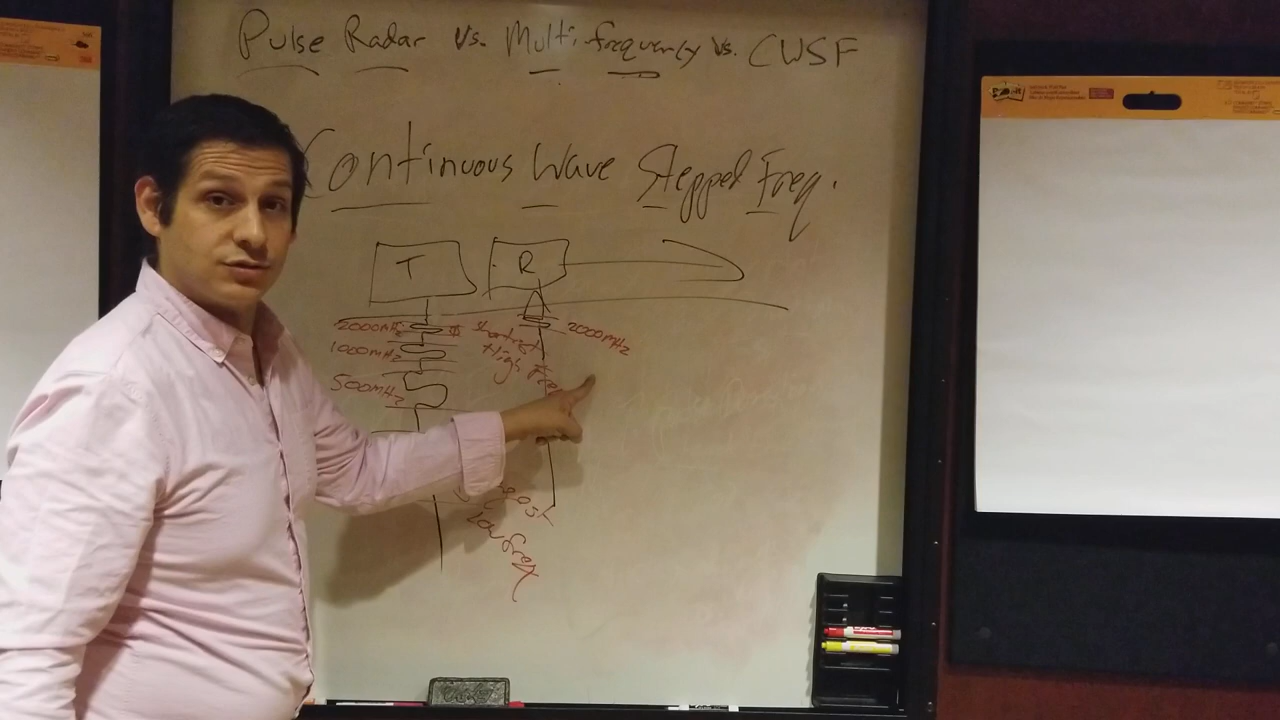 Pulse Radar Vs. Multi-frequency Vs. CWSF
Continuous Wave Stepped Freq.
T
R
2000MHz
Shortest
2000MHz
1000MHz
High Freq
500MHz
Low freq